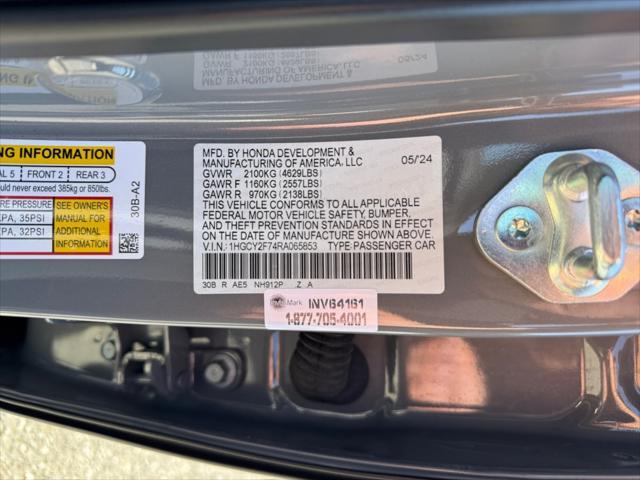 NG INFORMATION
AL 5 FRONT 2 REAR 3
ould never exceed 385kg or 850lbs.
E PRESSURE
PA, 35PSI
PA, 32PSI
SEE OWNER'S
MANUAL FOR
ADDITIONAL
INFORMATION
30B-A2
MFD. BY HONDA DEVELOPMENT &
MANUFACTURING OF AMERICA, LLC 05/24
GVWR 2100KG (4629LBS)
GAWR F 1160KG (2557LBS)
GAWR R 970KG (2138LBS)
THIS VEHICLE CONFORMS TO ALL APPLICABLE
FEDERAL MOTOR VEHICLE SAFETY, BUMPER,
AND THEFT PREVENTION STANDARDS IN EFFECT
ON THE DATE OF MANUFACTURE SHOWN ABOVE.
V.I.N.: 1HGCY2F74RA065853 TYPE:PASSENGER CAR
30B R AE5 NH912P .Z A
Mark INV64161
1-877-705-4001